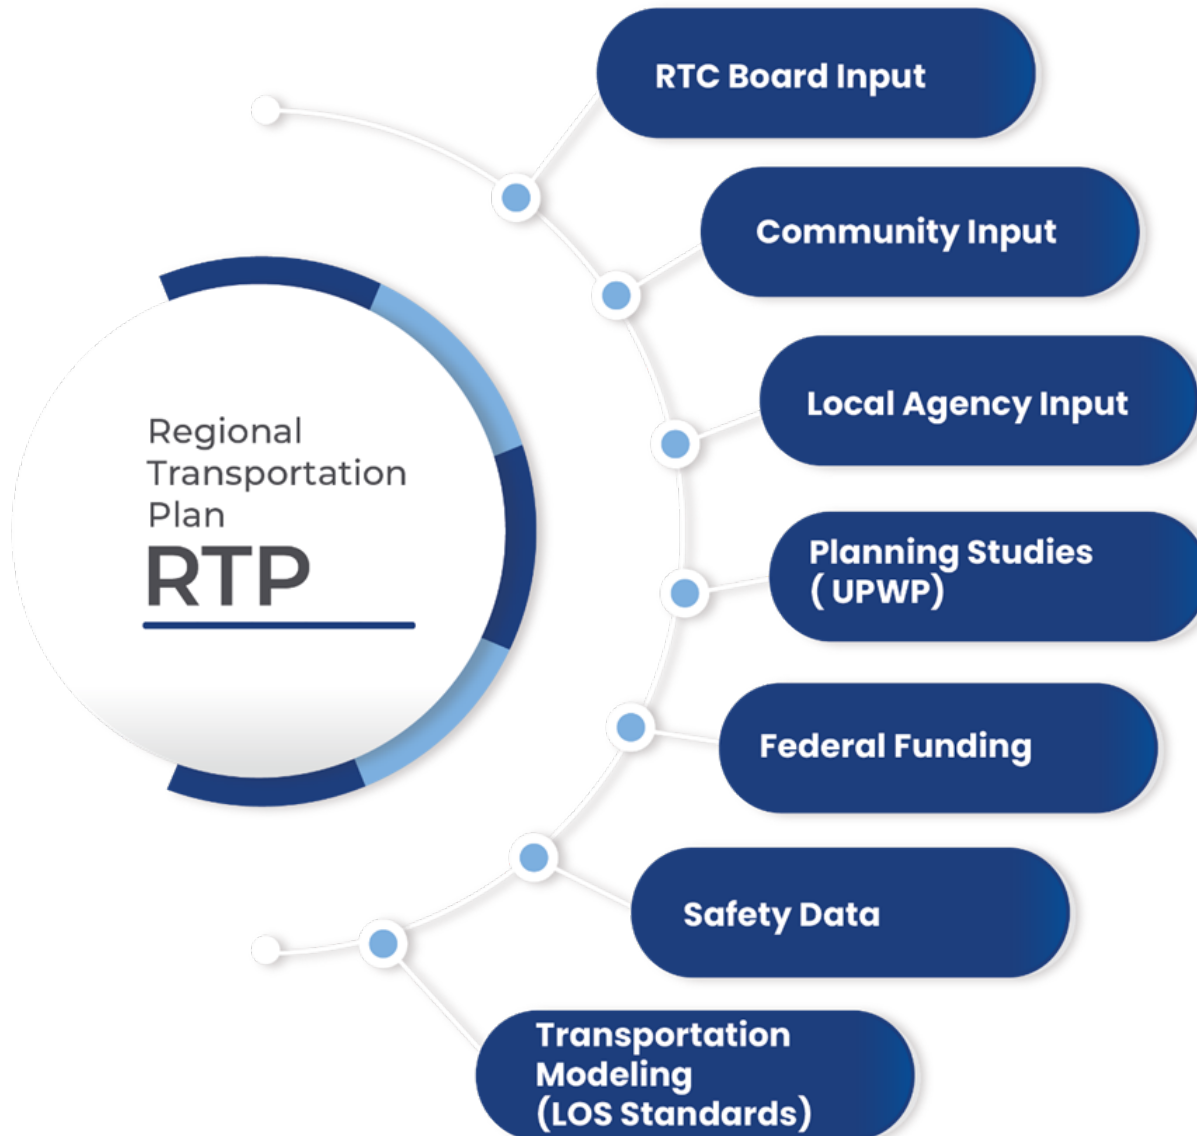 RTC Board Input
Community Input
Local Agency Input
Regional
Transportation
Plan
RTP
Planning Studies
( UPWP)
Federal Funding
Safety Data
Transportation
Modeling
(LOS Standards)